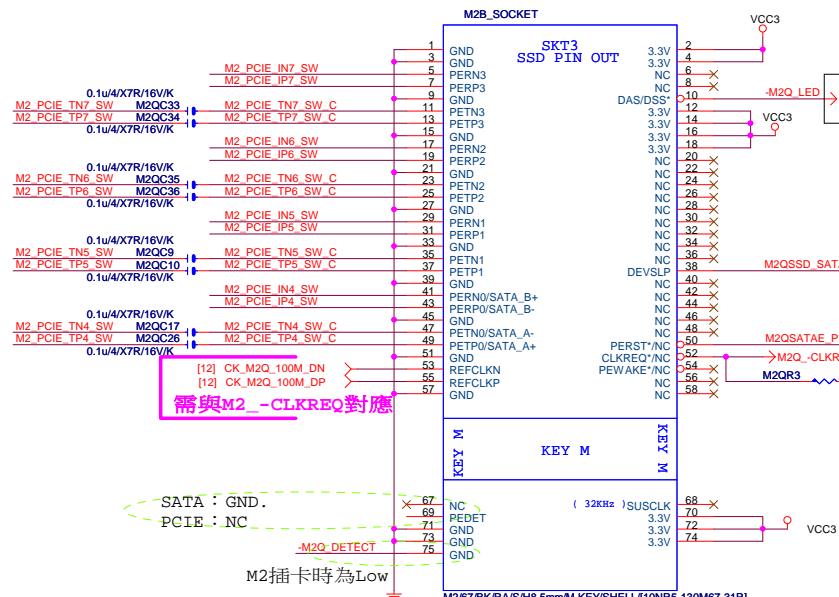 M2B_SOCKET
SKT3
SSD PIN OUT
VCC3
1 GND 3.3V 2
3 GND 3.3V 4
M2_PCIE_IN7_SW 5 PERN3 NC 6
M2_PCIE_IP7_SW 7 PERP3 NC 8
0.1u/4/X7R/16V/K 9 GND DAS/DSS* 10 -M2Q_LED
M2_PCIE_TN7_SW M2QC33 M2_PCIE_TN7_SW_C 11 PETN3 3.3V 12
M2_PCIE_TP7_SW M2QC34 M2_PCIE_TP7_SW_C 13 PETP3 3.3V 14 VCC3
0.1u/4/X7R/16V/K 15 GND 3.3V 16
M2_PCIE_IN6_SW 17 PERN2 3.3V 18
M2_PCIE_IP6_SW 19 PERP2 NC 20
0.1u/4/X7R/16V/K 21 GND NC 22
M2_PCIE_TN6_SW M2QC35 M2_PCIE_TN6_SW_C 23 PETN2 NC 24
M2_PCIE_TP6_SW M2QC36 M2_PCIE_TP6_SW_C 25 PETP2 NC 26
0.1u/4/X7R/16V/K 27 GND NC 28
M2_PCIE_IN5_SW 29 PERN1 NC 30
M2_PCIE_IP5_SW 31 PERP1 NC 32
0.1u/4/X7R/16V/K 33 GND NC 34
M2_PCIE_TN5_SW M2QC9 M2_PCIE_TN5_SW_C 35 PETN1 NC 36
M2_PCIE_TP5_SW M2QC10 M2_PCIE_TP5_SW_C 37 PETP1 DEVSLP 38 M2QSSD_SAT
0.1u/4/X7R/16V/K 39 GND NC 40
M2_PCIE_IN4_SW 41 PERN0/SATA_B+ NC 42
M2_PCIE_IP4_SW 43 PERP0/SATA_B- NC 44
0.1u/4/X7R/16V/K 45 GND NC 46
M2_PCIE_TN4_SW M2QC17 M2_PCIE_TN4_SW_C 47 PETN0/SATA_A- NC 48
M2_PCIE_TP4_SW M2QC26 M2_PCIE_TP4_SW_C 49 PETP0/SATA_A+ PERST*/NC 50 M2QSATAE_P
0.1u/4/X7R/16V/K 51 GND CLKREQ*/NC 52 M2Q_-CLKR
[12] CK_M2Q_100M_DN 53 REFCLKN PEWAKE*/NC 54
[12] CK_M2Q_100M_DP 55 REFCLKP NC 56 M2QR3
57 GND NC 58
需與M2_-CLKREQ對應
KEY M KEY M KEY M
SATA：GND. 67 NC ( 32KHz ) SUSCLK 68
PCIE：NC 69 PEDET 3.3V 70
71 GND 3.3V 72 VCC3
73 GND 3.3V 74
-M2Q_DETECT 75 GND
M2插卡時為Low